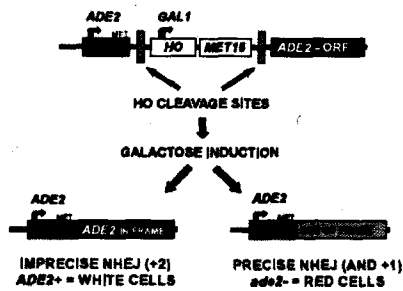 ADE2 GAL1
MET
HO MET15 ADE2 - ORF
HO CLEAVAGE SITES
GALACTOSE INDUCTION
ADE2 ADE2
MET MET
ADE2 IN FRAME
IMPRECISE NHEJ (+2) PRECISE NHEJ (AND +1)
ADE2+ = WHITE CELLS ade2- = RED CELLS